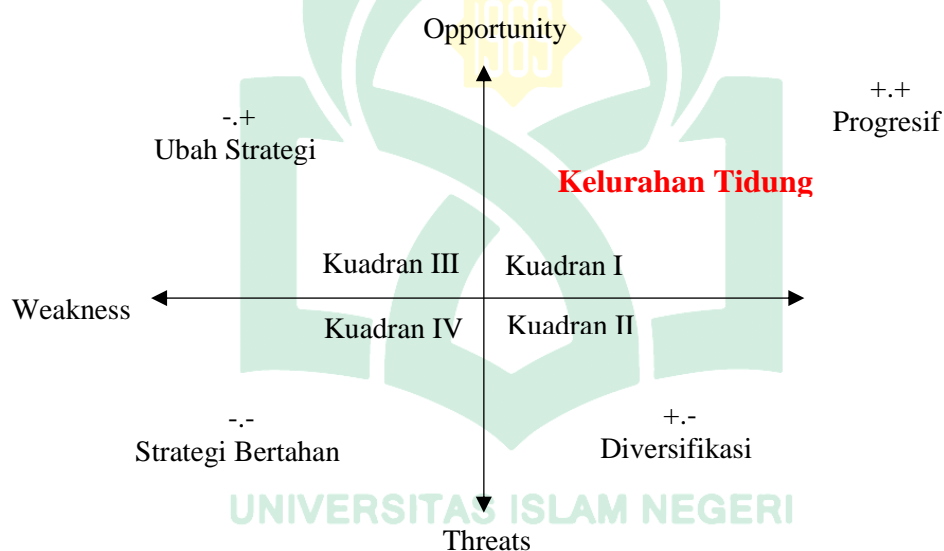 Opportunity
1963
+.+
Progresif
-.+
Ubah Strategi
Kelurahan Tidung
Kuadran III
Kuadran I
Weakness
Kuadran IV
Kuadran II
-.-
Strategi Bertahan
+.-
Diversifikasi
UNIVERSITAS ISLAM NEGERI
Threats